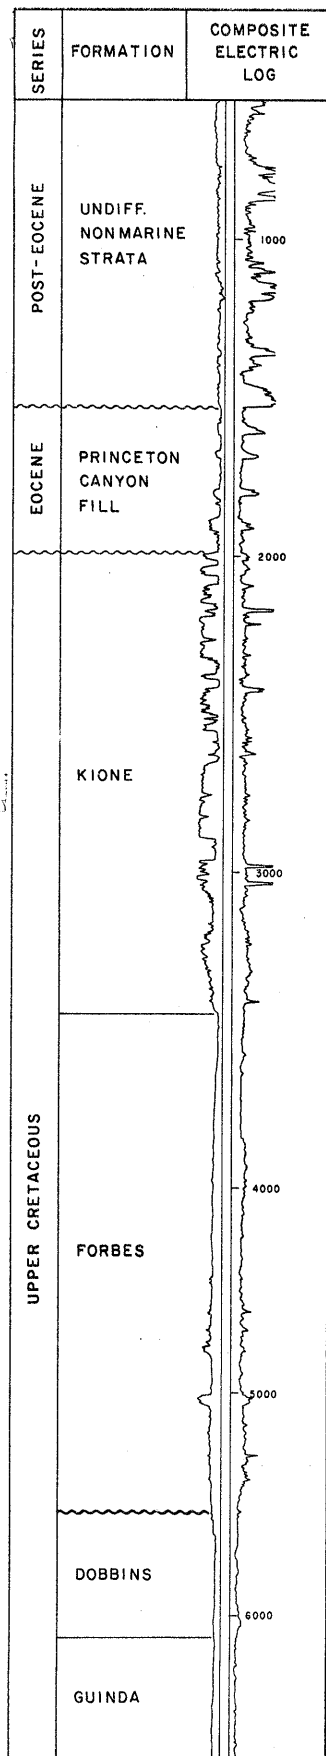 SERIES
FORMATION
COMPOSITE
ELECTRIC
LOG
POST-EOCENE
UNDIFF.
NONMARINE
STRATA
1000
EOCENE
PRINCETON
CANYON
FILL
2000
KIONE
3000
UPPER CRETACEOUS
4000
FORBES
5000
DOBBINS
6000
GUINDA